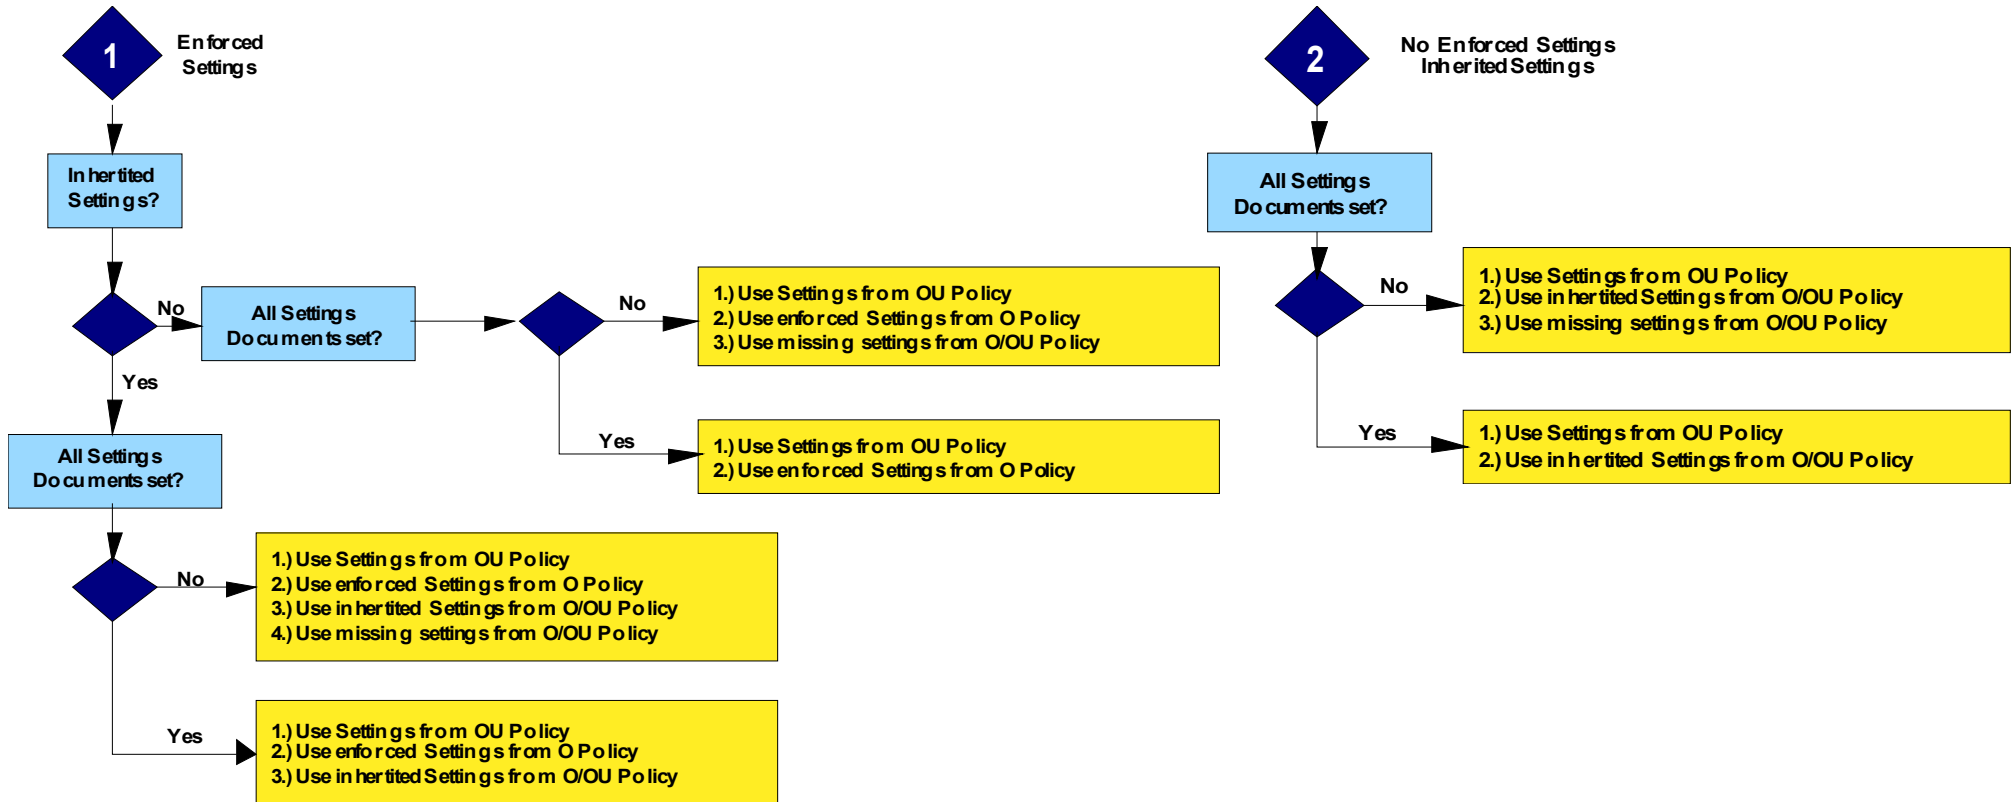 1
Enforced
Settings
Inhertited
Settings?
No
All Settings
Documents set?
No
1.) Use Settings from OU Policy
2.) Use enforced Settings from O Policy
3.) Use missing settings from O/OU Policy
Yes
1.) Use Settings from OU Policy
2.) Use enforced Settings from O Policy
Yes
All Settings
Documents set?
No
1.) Use Settings from OU Policy
2.) Use enforced Settings from O Policy
3.) Use inhertited Settings from O/OU Policy
4.) Use missing settings from O/OU Policy
Yes
1.) Use Settings from OU Policy
2.) Use enforced Settings from O Policy
3.) Use inhertited Settings from O/OU Policy
2
No Enforced Settings
Inherited Settings
All Settings
Documents set?
No
1.) Use Settings from OU Policy
2.) Use inhertited Settings from O/OU Policy
3.) Use missing settings from O/OU Policy
Yes
1.) Use Settings from OU Policy
2.) Use inhertited Settings from O/OU Policy